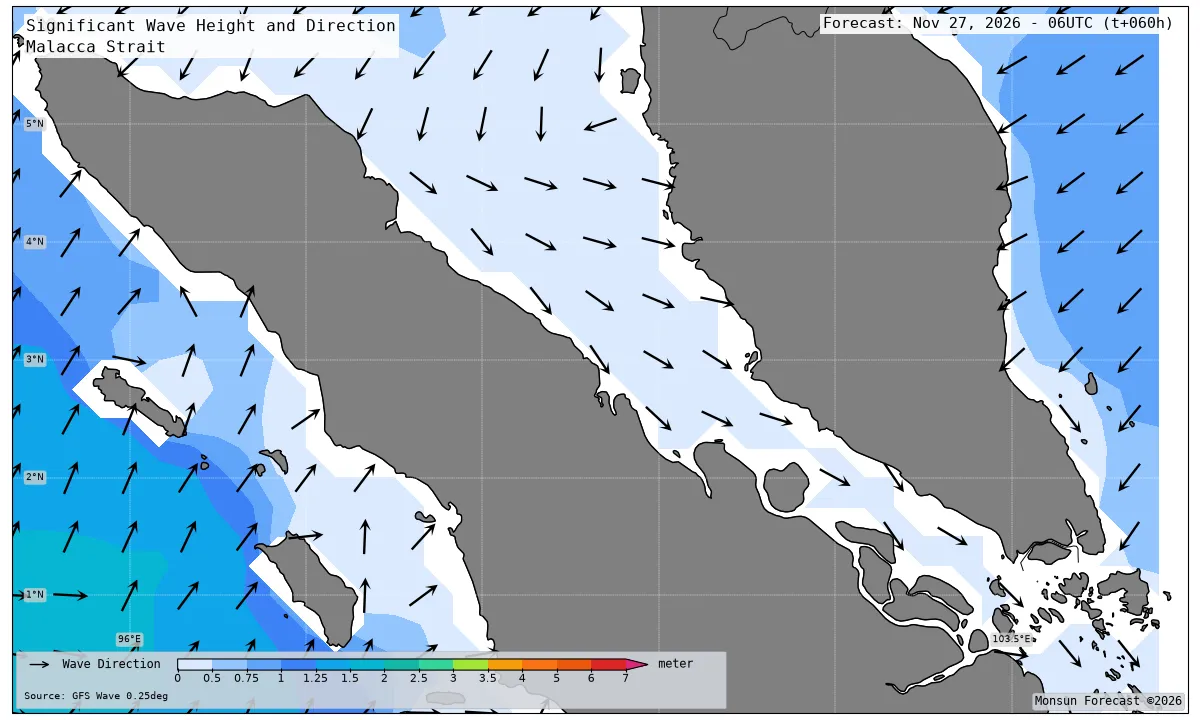 Significant Wave Height and Direction
Malacca Strait
Forecast: Nov 27, 2026 - 06UTC (t+060h)
5°N
4°N
3°N
2°N
1°N
96°E
103.5°E
Wave Direction
meter
0 0.5 0.75 1 1.25 1.5 2 2.5 3 3.5 4 5 6 7
Source: GFS Wave 0.25deg
Monsun Forecast ©2026